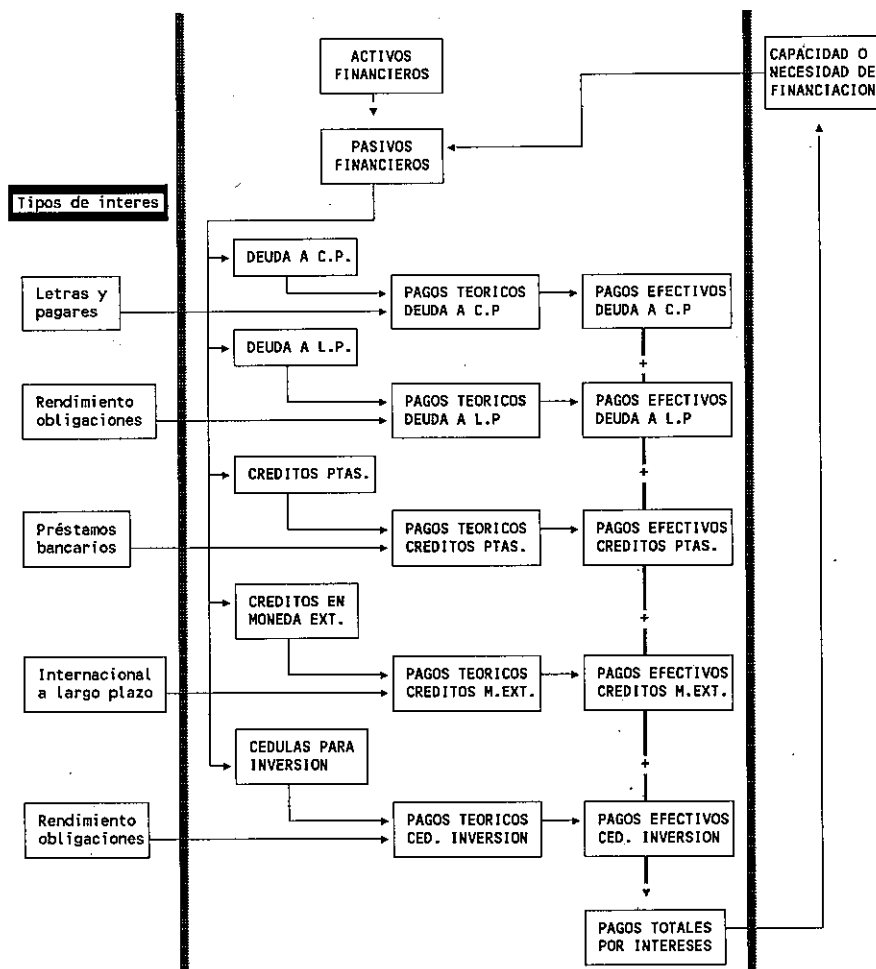 ACTIVOS
FINANCIEROS
CAPACIDAD O
NECESIDAD DE
FINANCIACION
PASIVOS
FINANCIEROS
Tipos de interes
DEUDA A C.P.
Letras y
pagares
PAGOS TEORICOS
DEUDA A C.P
PAGOS EFECTIVOS
DEUDA A C.P
DEUDA A L.P.
+
Rendimiento
obligaciones
PAGOS TEORICOS
DEUDA A L.P
PAGOS EFECTIVOS
DEUDA A L.P
CREDITOS PTAS.
+
Préstamos
bancarios
PAGOS TEORICOS
CREDITOS PTAS.
PAGOS EFECTIVOS
CREDITOS PTAS.
CREDITOS EN
MONEDA EXT.
+
Internacional
a largo plazo
PAGOS TEORICOS
CREDITOS M.EXT.
PAGOS EFECTIVOS
CREDITOS M.EXT.
CEDULAS PARA
INVERSION
+
Rendimiento
obligaciones
PAGOS TEORICOS
CED. INVERSION
PAGOS EFECTIVOS
CED. INVERSION
PAGOS TOTALES
POR INTERESES